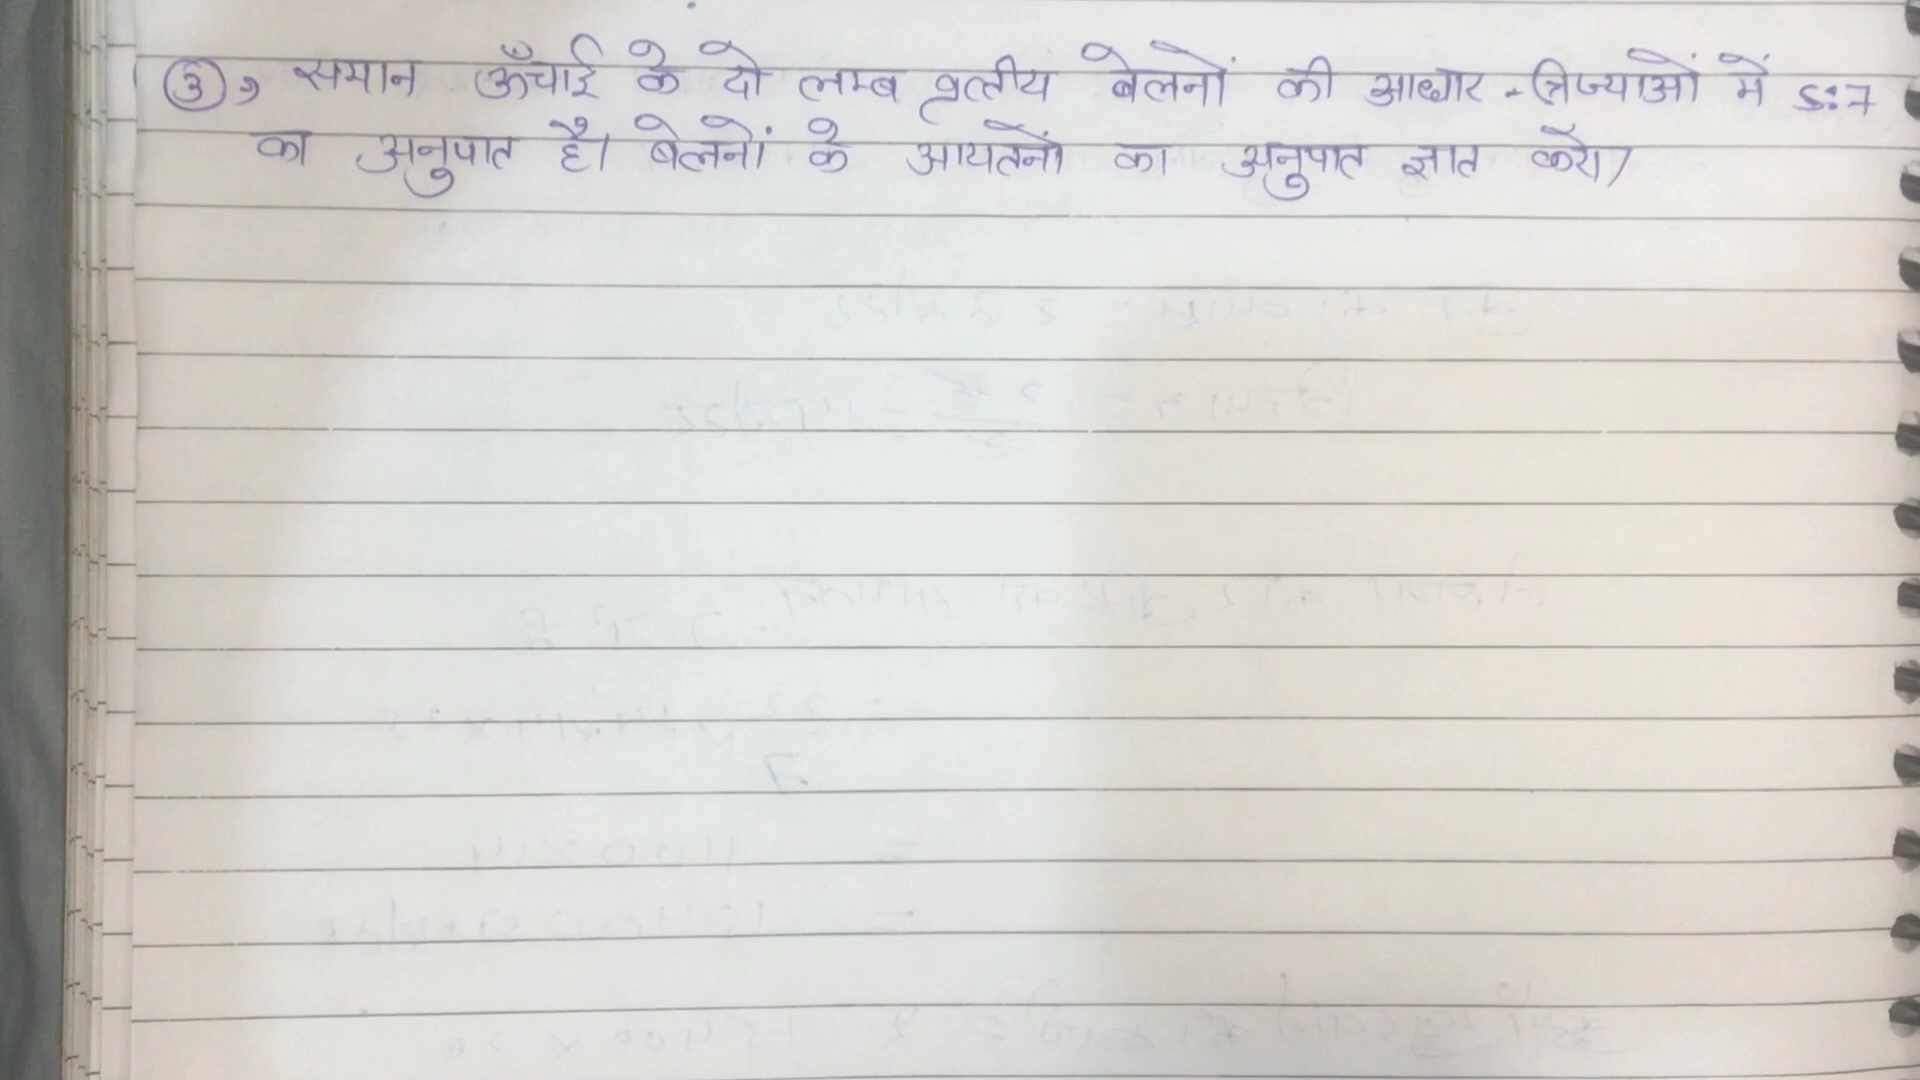 ③, समान ऊँचाई के दो लम्ब वृत्तीय बेलनों की आधार - त्रिज्याओं में 5:7
का अनुपात है। बेलनों के आयतनों का अनुपात ज्ञात करो/